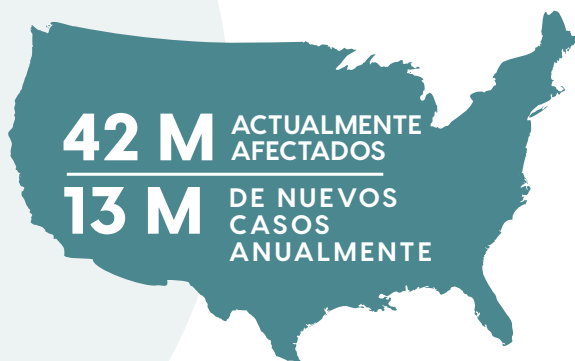 42 M ACTUALMENTE
AFECTADOS
13 M DE NUEVOS
CASOS
ANUALMENTE